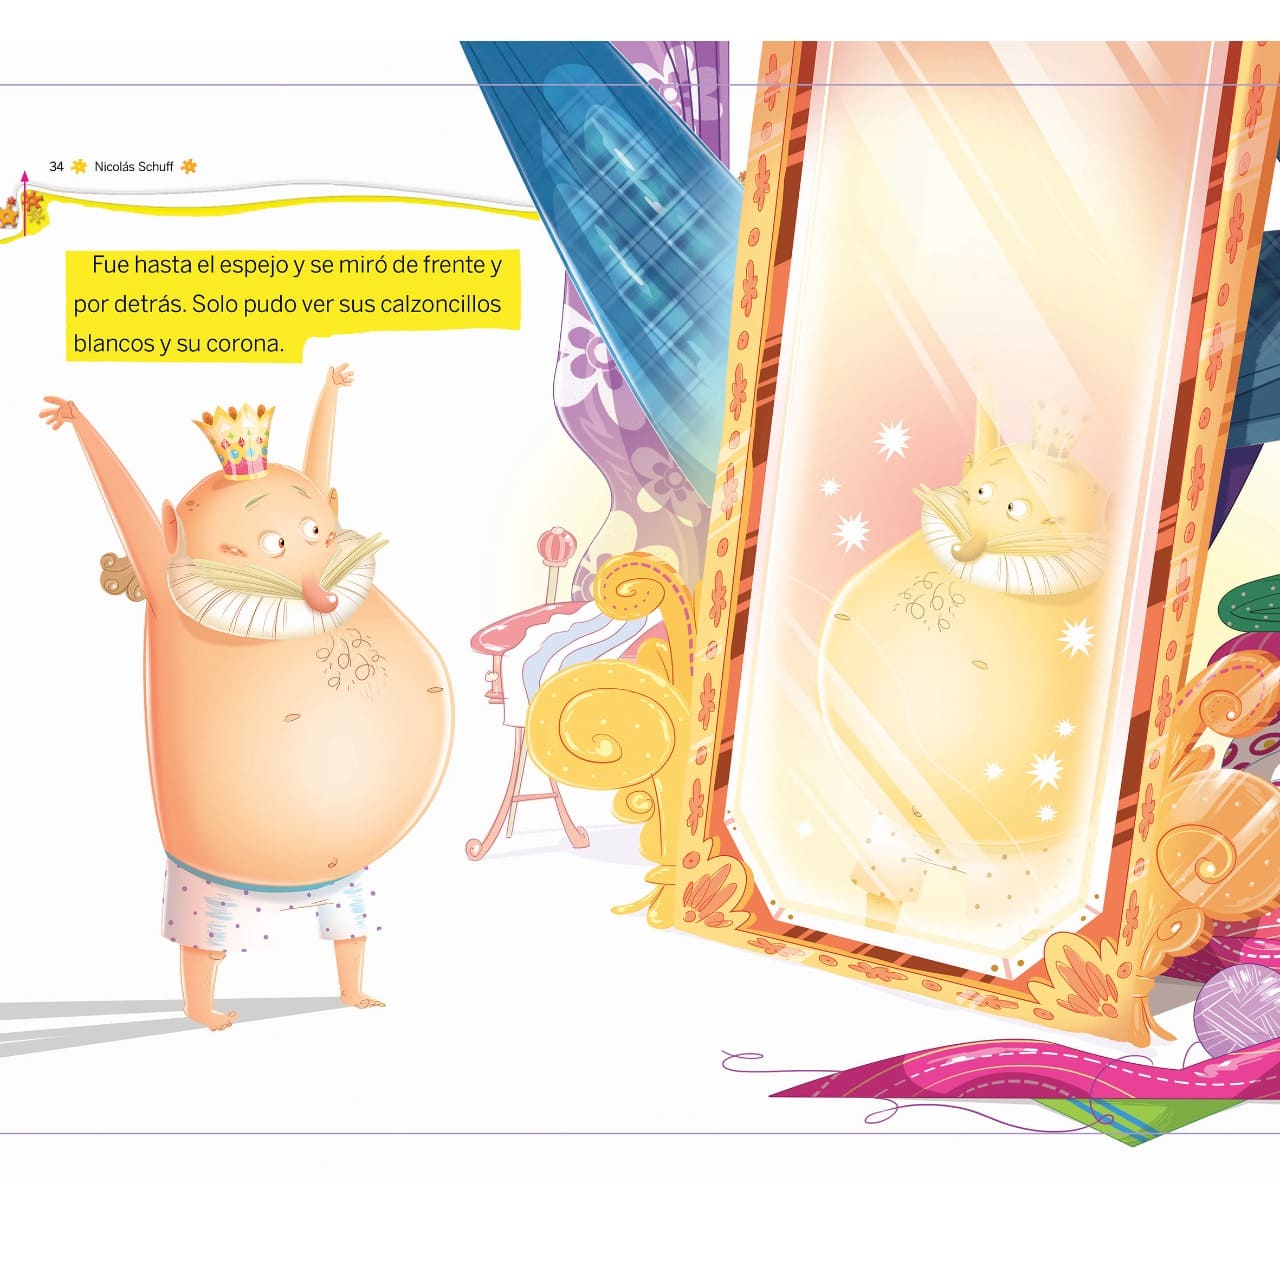 34 Nicolás Schuff
Fue hasta el espejo y se miró de frente y
por detrás. Solo pudo ver sus calzoncillos
blancos y su corona.